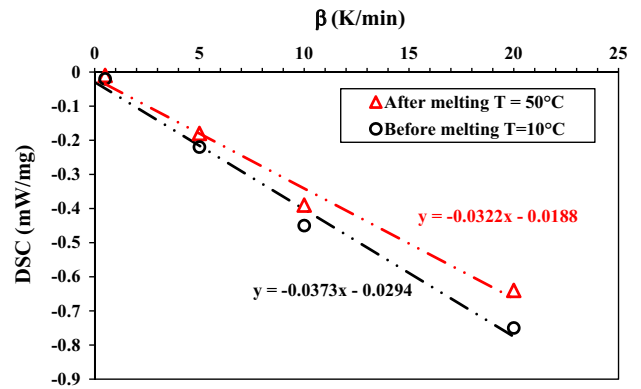 β (K/min)
0 5 10 15 20 25
0
-0.1
-0.2
-0.3
-0.4
-0.5
-0.6
-0.7
-0.8
-0.9
DSC (mW/mg)
After melting T = 50°C
Before melting T=10°C
y = -0.0322x - 0.0188
y = -0.0373x - 0.0294